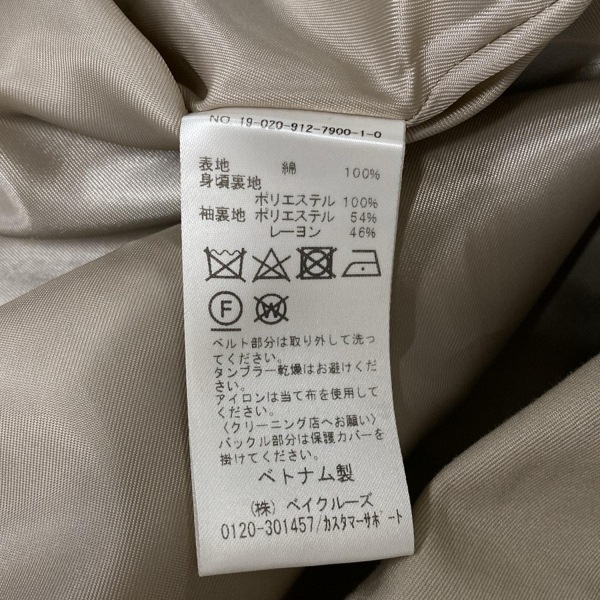 NO 19-020-912-7900-1-0
表地 綿 100%
身頃裏地
ポリエステル 100%
袖裏地 ポリエステル 54%
レーヨン 46%
F
W
ベルト部分は取り外して洗っ
てください。
タンブラー乾燥はお避けくだ
さい。
アイロンは当て布を使用して
ください。
〈クリーニング店へお願い〉
バックル部分は保護カバーを
掛けてください。
ベトナム製
(株) ベイクルーズ
0120-301457/カスタマーサポート